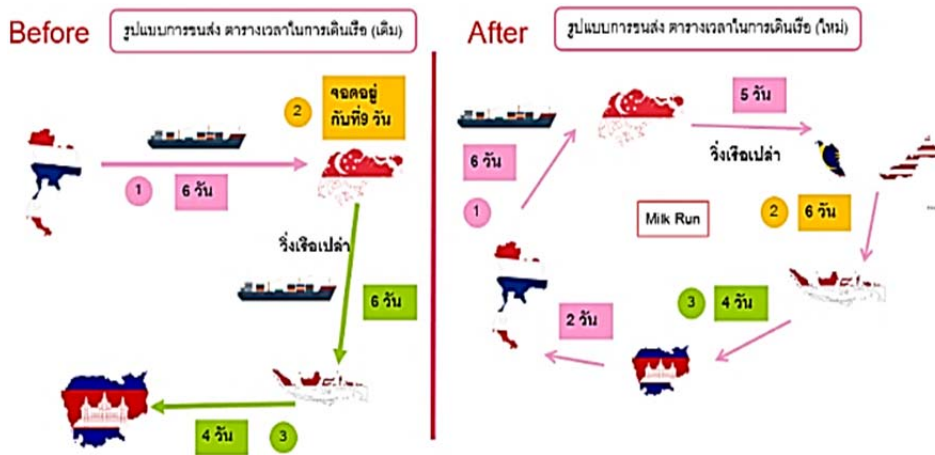 Before
รูปแบบการขนส่ง ตารางเวลาในการเดินเรือ (เดิม)
2
จอดอยู่
กับที่9 วัน
1
6 วัน
วิ่งเรือเปล่า
6 วัน
4 วัน
3
After
รูปแบบการขนส่ง ตารางเวลาในการเดินเรือ (ใหม่)
5 วัน
6 วัน
วิ่งเรือเปล่า
1
Milk Run
2
6 วัน
3
4 วัน
2 วัน